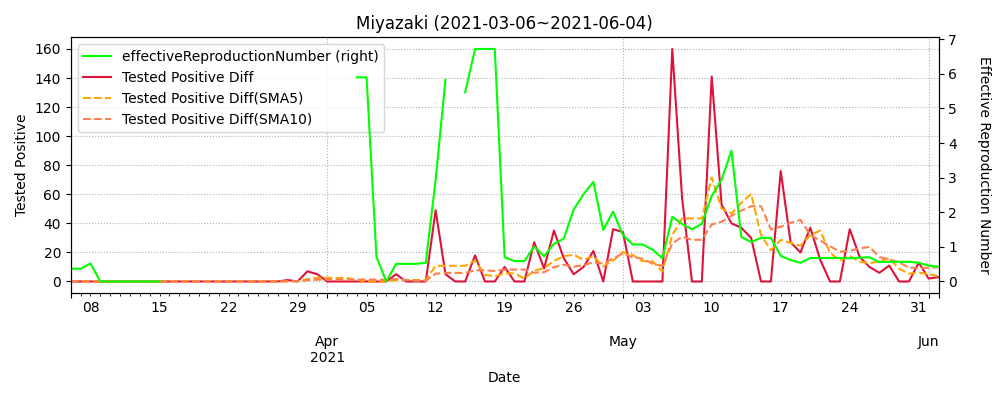 Miyazaki (2021-03-06~2021-06-04)
effectiveReproductionNumber (right)
Tested Positive Diff
Tested Positive Diff(SMA5)
Tested Positive Diff(SMA10)
Tested Positive
160
140
120
100
80
60
40
20
0
7
6
5
4
3
2
1
0
Effective Reproduction Number
08 15 22 29 05 12 19 26 03 10 17 24 31
Apr May Jun
2021
Date